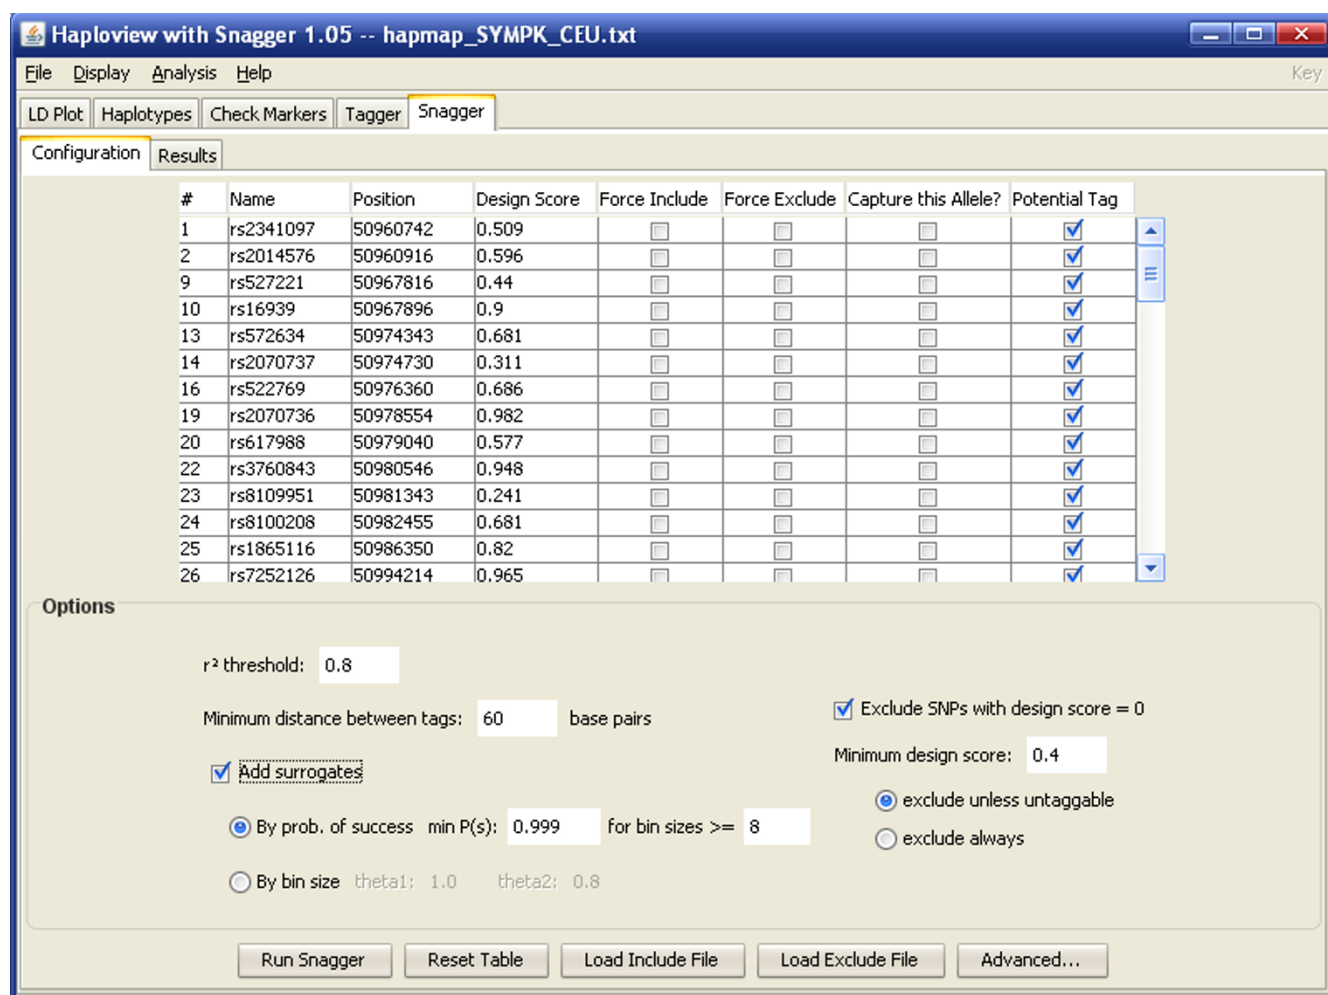 Haploview with Snagger 1.05 -- hapmap_SYMPK_CEU.txt
File Display Analysis Help Key
LD Plot Haplotypes Check Markers Tagger Snagger
Configuration Results
# Name Position Design Score Force Include Force Exclude Capture this Allele? Potential Tag
1 rs2341097 50960742 0.509
2 rs2014576 50960916 0.596
9 rs527221 50967816 0.44
10 rs16939 50967896 0.9
13 rs572634 50974343 0.681
14 rs2070737 50974730 0.311
16 rs522769 50976360 0.686
19 rs2070736 50978554 0.982
20 rs617988 50979040 0.577
22 rs3760843 50980546 0.948
23 rs8109951 50981343 0.241
24 rs8100208 50982455 0.681
25 rs1865116 50986350 0.82
26 rs7252126 50994214 0.965
Options
r² threshold: 0.8
Minimum distance between tags: 60 base pairs
Exclude SNPs with design score = 0
Minimum design score: 0.4
Add surrogates
exclude unless untaggable
By prob. of success min P(s): 0.999 for bin sizes >= 8
exclude always
By bin size theta1: 1.0 theta2: 0.8
Run Snagger Reset Table Load Include File Load Exclude File Advanced...